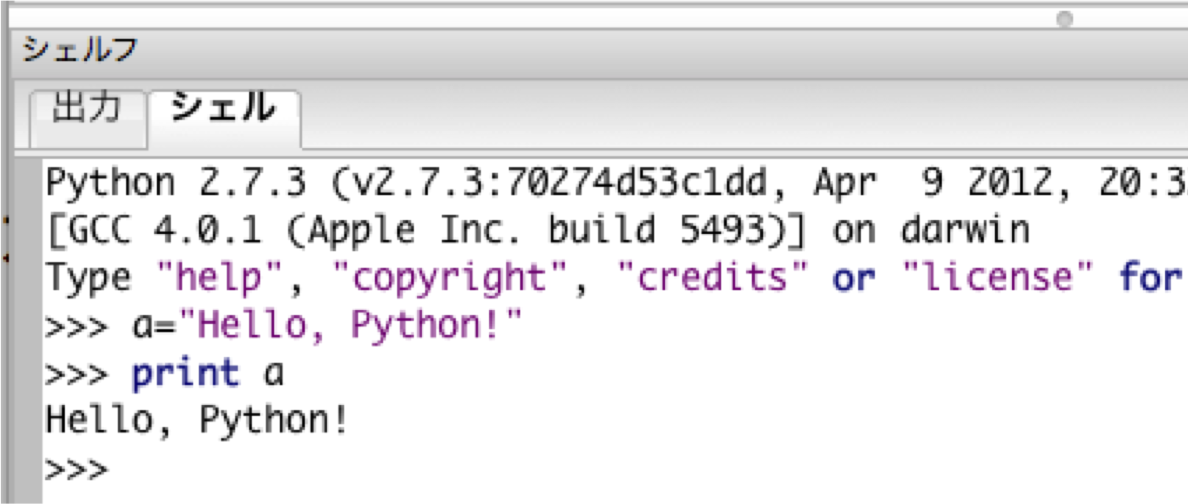 シェルフ
出力 シェル
Python 2.7.3 (v2.7.3:70274d53c1dd, Apr  9 2012, 20:3
[GCC 4.0.1 (Apple Inc. build 5493)] on darwin
Type "help", "copyright", "credits" or "license" for
>>> a="Hello, Python!"
>>> print a
Hello, Python!
>>>